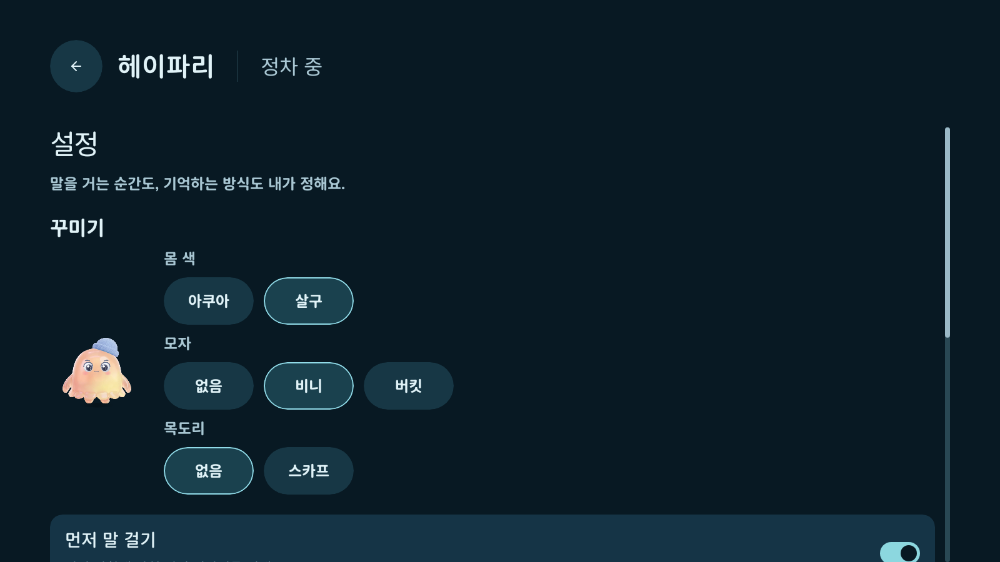 헤이파리 정차 중
설정
말을 거는 순간도, 기억하는 방식도 내가 정해요.
꾸미기
몸 색
아쿠아 살구
모자
없음 비니 버킷
목도리
없음 스카프
먼저 말 걸기